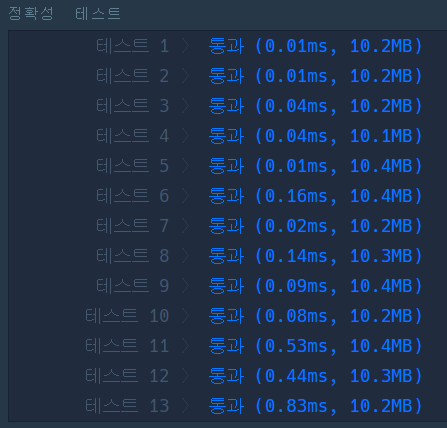 정확성 테스트
테스트 1 〉 통과 (0.01ms, 10.2MB)
테스트 2 〉 통과 (0.01ms, 10.2MB)
테스트 3 〉 통과 (0.04ms, 10.2MB)
테스트 4 〉 통과 (0.04ms, 10.1MB)
테스트 5 〉 통과 (0.01ms, 10.4MB)
테스트 6 〉 통과 (0.16ms, 10.4MB)
테스트 7 〉 통과 (0.02ms, 10.2MB)
테스트 8 〉 통과 (0.14ms, 10.3MB)
테스트 9 〉 통과 (0.09ms, 10.4MB)
테스트 10 〉 통과 (0.08ms, 10.2MB)
테스트 11 〉 통과 (0.53ms, 10.4MB)
테스트 12 〉 통과 (0.44ms, 10.3MB)
테스트 13 〉 통과 (0.83ms, 10.2MB)